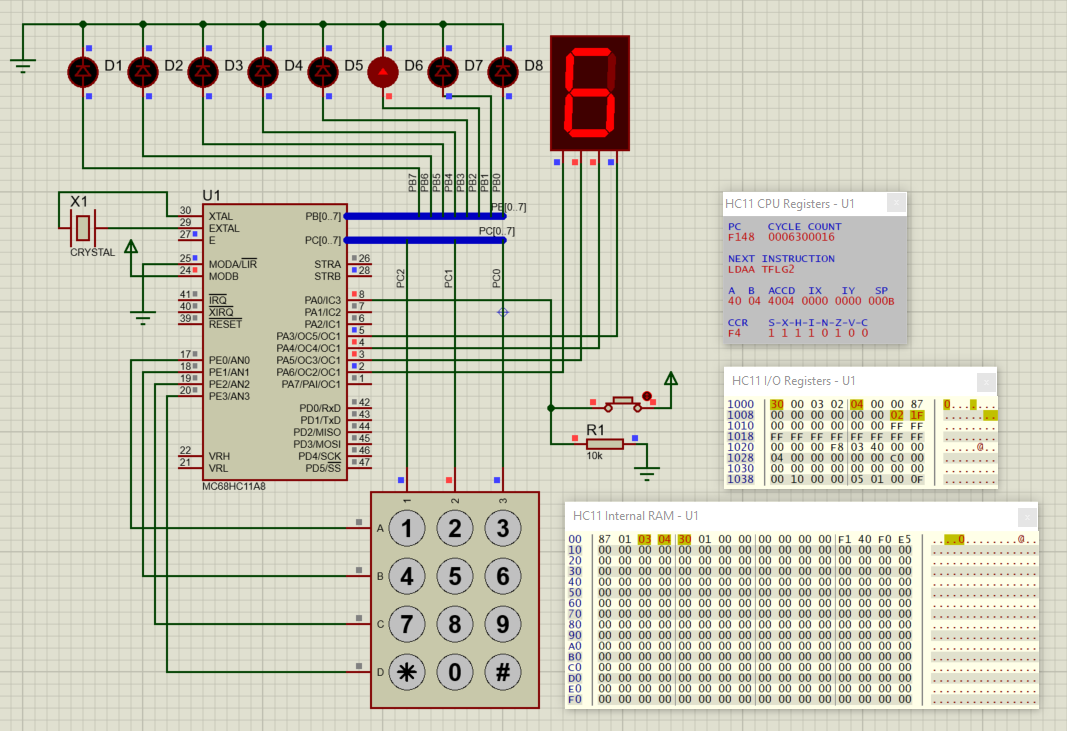 D1 D2 D3 D4 D5 D6 D7 D8
6
PB7 PB6 PB5 PB4 PB3 PB2 PB1 PB0
PB[0..7]
PC[0..7]
PC2 PC1 PC0
X1
CRYSTAL
U1
30 XTAL PB[0..7]
29 EXTAL
27 E PC[0..7]
25 MODA/LIR STRA 26
24 MODB STRB 28
41 IRQ PA0/IC3 8
40 XIRQ PA1/IC2 7
39 RESET PA2/IC1 6
PA3/OC5/OC1 5
PA4/OC4/OC1 4
17 PE0/AN0 PA5/OC3/OC1 3
18 PE1/AN1 PA6/OC2/OC1 2
19 PE2/AN2 PA7/PAI/OC1 1
20 PE3/AN3
PD0/RxD 42
PD1/TxD 43
PD2/MISO 44
PD3/MOSI 45
22 VRH PD4/SCK 46
21 VRL PD5/SS 47
MC68HC11A8
R1
10k
1 2 3
A 1 2 3
B 4 5 6
C 7 8 9
D * 0 #
HC11 CPU Registers - U1
PC CYCLE COUNT
F148 0006300016
NEXT INSTRUCTION
LDAA TFLG2
A B ACCD IX IY SP
40 04 4004 0000 0000 000B
CCR S-X-H-I-N-Z-V-C
F4 1 1 1 1 0 1 0 0
HC11 I/O Registers - U1
1000 30 00 03 02 04 00 00 87 0.......
1008 00 00 00 00 00 00 02 1F ........
1010 00 00 00 00 00 00 FF FF ........
1018 FF FF FF FF FF FF FF FF ........
1020 00 00 00 F8 03 40 00 00 .....@..
1028 04 00 00 00 00 00 C0 00 ........
1030 00 00 00 00 00 00 00 00 ........
1038 00 10 00 00 05 01 00 0F ........
HC11 Internal RAM - U1
00 87 01 03 04 30 01 00 00 00 00 00 00 F1 40 F0 E5 ....0........@..
10 00 00 00 00 00 00 00 00 00 00 00 00 00 00 00 00 ................
20 00 00 00 00 00 00 00 00 00 00 00 00 00 00 00 00 ................
30 00 00 00 00 00 00 00 00 00 00 00 00 00 00 00 00 ................
40 00 00 00 00 00 00 00 00 00 00 00 00 00 00 00 00 ................
50 00 00 00 00 00 00 00 00 00 00 00 00 00 00 00 00 ................
60 00 00 00 00 00 00 00 00 00 00 00 00 00 00 00 00 ................
70 00 00 00 00 00 00 00 00 00 00 00 00 00 00 00 00 ................
80 00 00 00 00 00 00 00 00 00 00 00 00 00 00 00 00 ................
90 00 00 00 00 00 00 00 00 00 00 00 00 00 00 00 00 ................
A0 00 00 00 00 00 00 00 00 00 00 00 00 00 00 00 00 ................
B0 00 00 00 00 00 00 00 00 00 00 00 00 00 00 00 00 ................
C0 00 00 00 00 00 00 00 00 00 00 00 00 00 00 00 00 ................
D0 00 00 00 00 00 00 00 00 00 00 00 00 00 00 00 00 ................
E0 00 00 00 00 00 00 00 00 00 00 00 00 00 00 00 00 ................
F0 00 00 00 00 00 00 00 00 00 00 00 00 00 00 00 00 ................